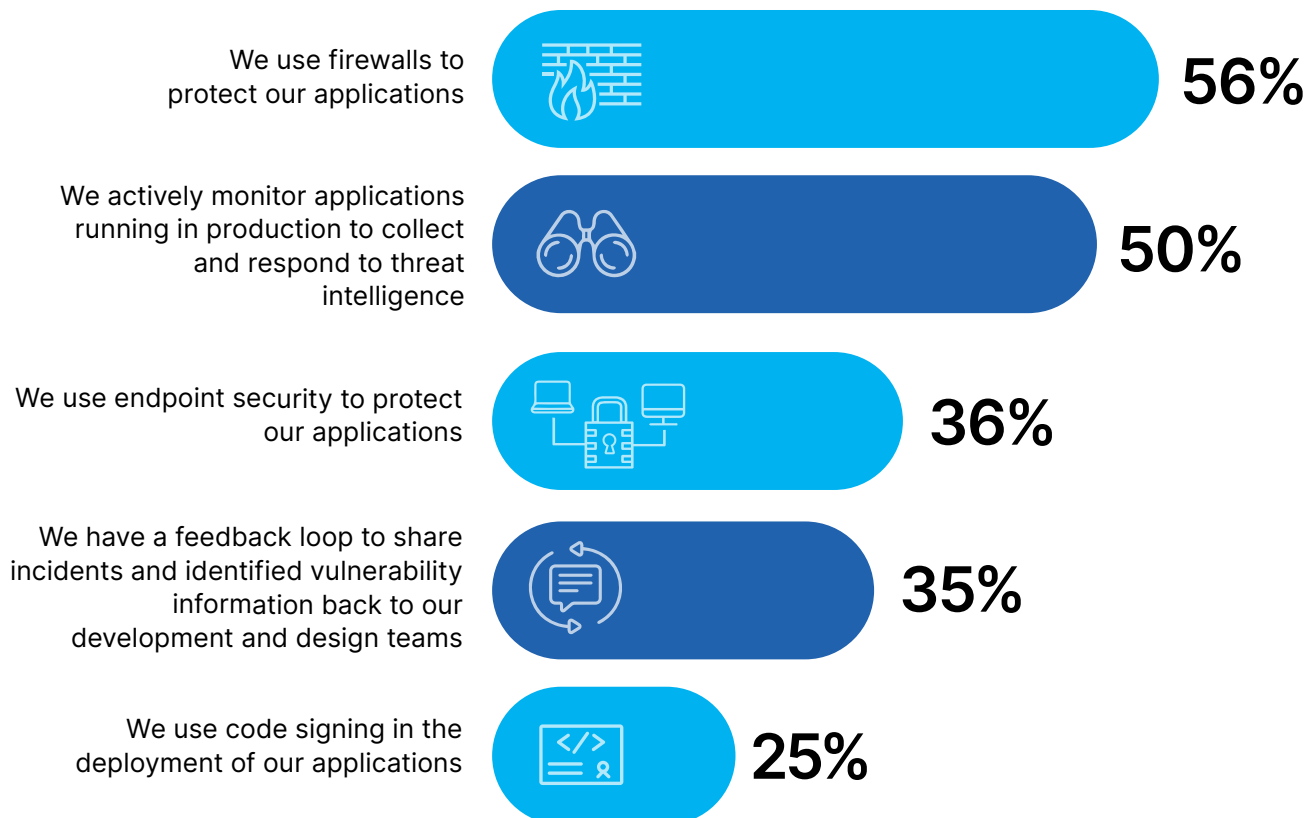 We use firewalls to
protect our applications
56%
We actively monitor applications
running in production to collect
and respond to threat
intelligence
50%
We use endpoint security to protect
our applications
36%
We have a feedback loop to share
incidents and identified vulnerability
information back to our
development and design teams
35%
We use code signing in the
deployment of our applications
</>
25%